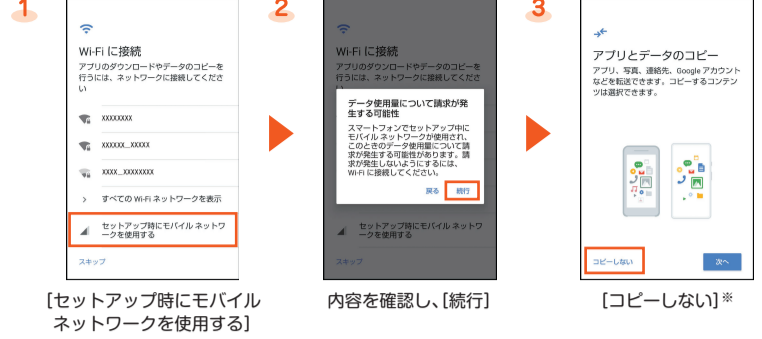 1
Wi-Fi に接続
アプリのダウンロードやデータのコピーを
行うには、ネットワークに接続してくださ
い
XXXXXXXX
XXXXXX_XXXXX
XXXX_XXXXXXXX
すべての Wi-Fi ネットワークを表示
セットアップ時にモバイル ネットワ
ークを使用する
スキップ
[セットアップ時にモバイル
ネットワークを使用する]
2
Wi-Fi に接続
アプリのダウンロードやデータのコピーを
行うには、ネットワークに接続してくださ
い
データ使用量について請求が発
生する可能性
スマートフォンでセットアップ中に
モバイル ネットワークが使用され、
このときのデータ使用量について請
求が発生する可能性があります。請
求が発生しないようにするには、
Wi-Fi に接続してください。
戻る 続行
セットアップ時にモバイル ネットワ
ークを使用する
スキップ
内容を確認し、[続行]
3
アプリとデータのコピー
アプリ、写真、連絡先、Google アカウント
などを転送できます。コピーするコンテン
ツは選択できます。
コピーしない 次へ
[コピーしない]※